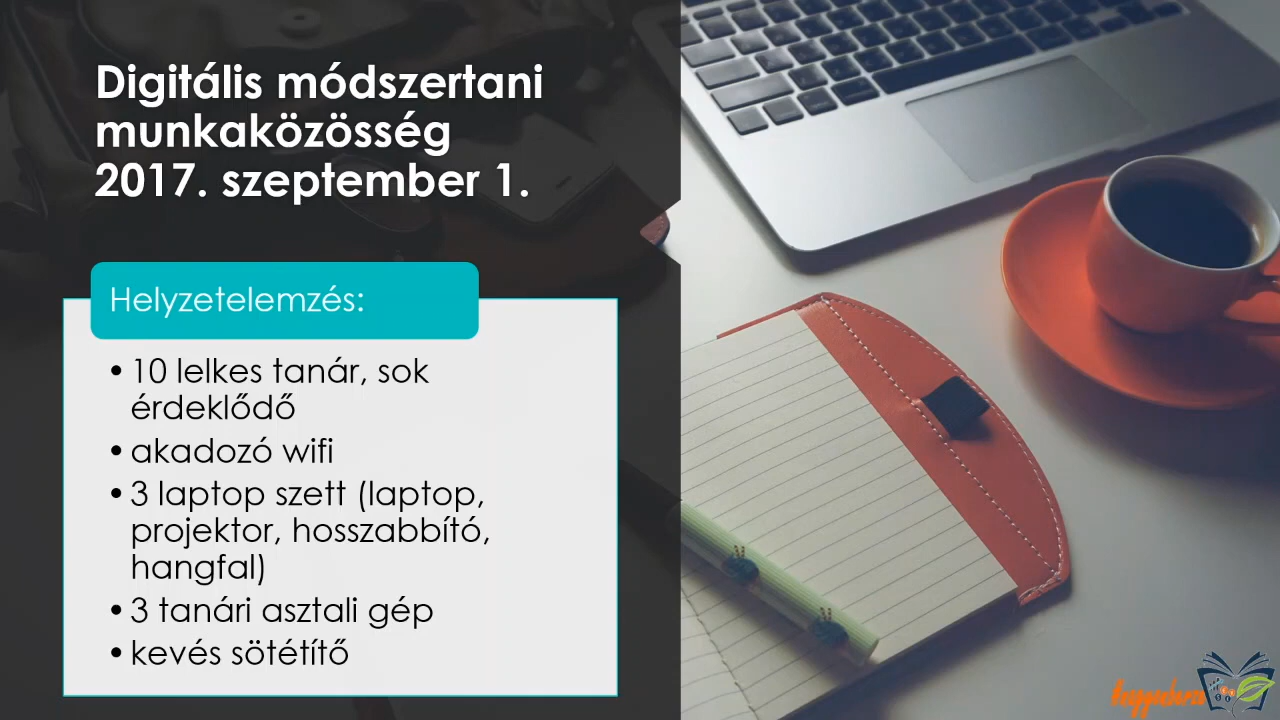 Digitális módszertani
munkaközösség
2017. szeptember 1.
Helyzetelemzés:
• 10 lelkes tanár, sok
érdeklődő
• akadozó wifi
• 3 laptop szett (laptop,
projektor, hosszabbító,
hangfal)
• 3 tanári asztali gép
• kevés sötétítő